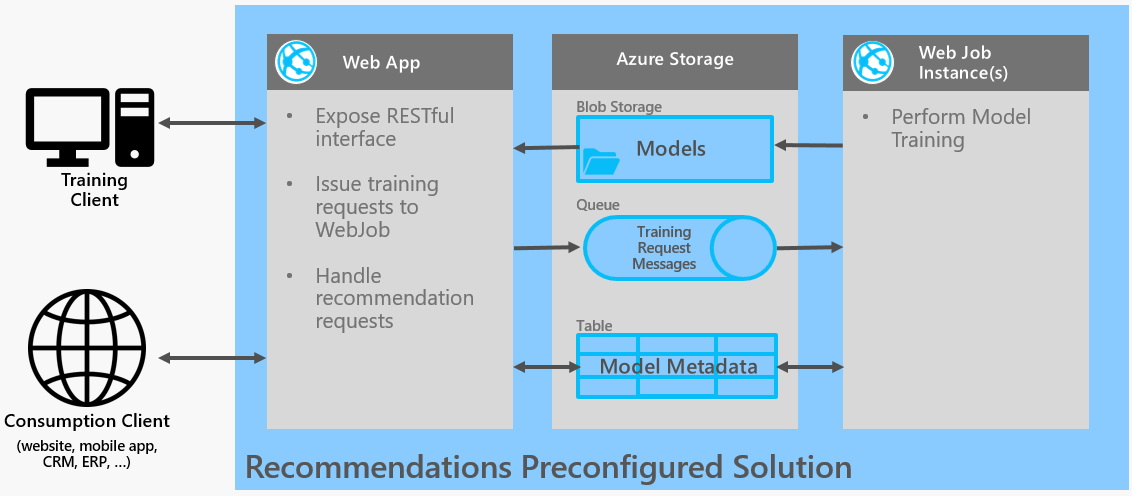 Training
Client
Consumption Client
(website, mobile app,
CRM, ERP, ...)
Web App
• Expose RESTful
interface
• Issue training
requests to
WebJob
• Handle
recommendation
requests
Azure Storage
Blob Storage
Models
Queue
Training
Request
Messages
Table
Model Metadata
Web Job
Instance(s)
• Perform Model
Training
Recommendations Preconfigured Solution